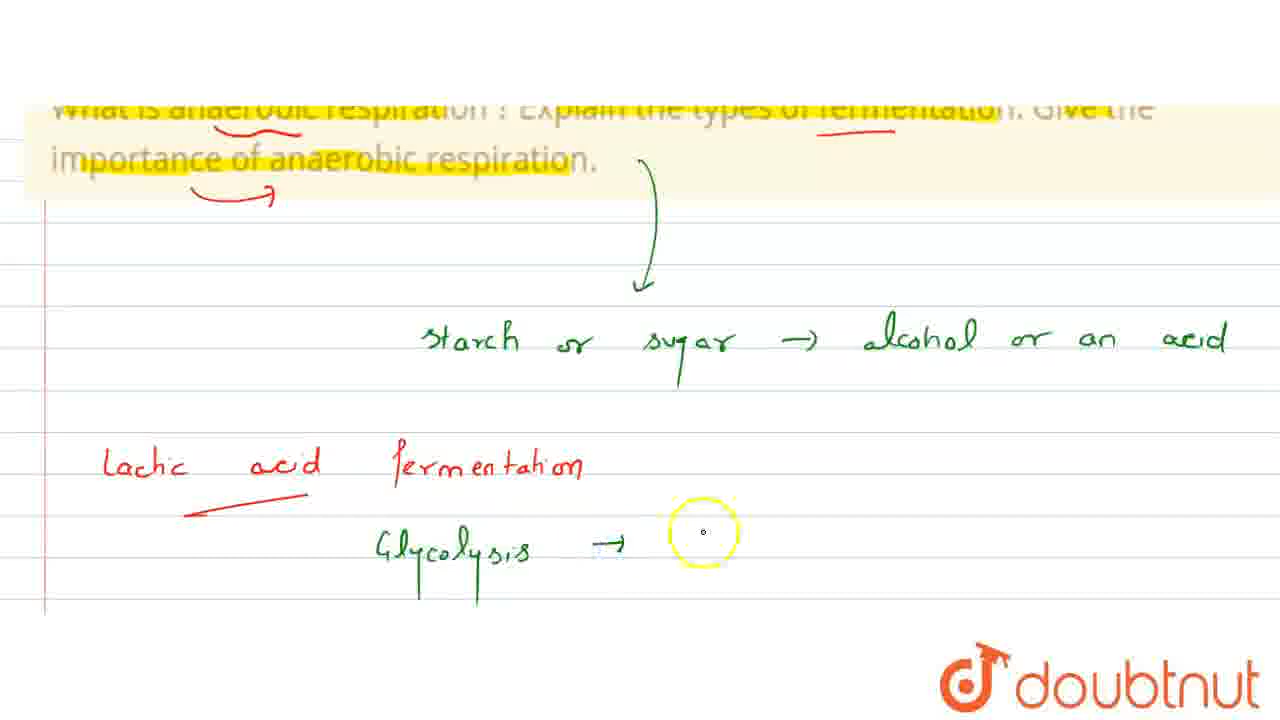 What is anaerobic respiration ? Explain the types of fermentation. Give the
importance of anaerobic respiration.
starch or sugar → alcohol or an acid
Lactic acid fermentation
Glycolysis →
doubtnut